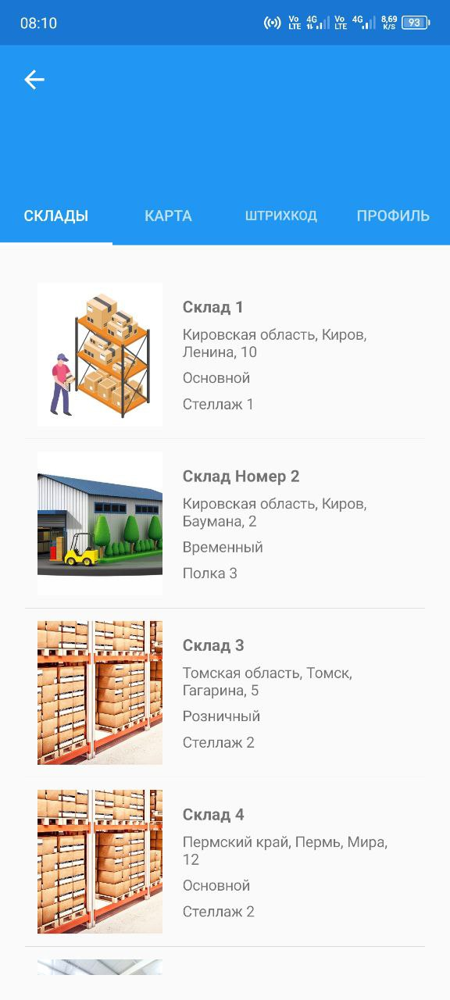 08:10
Vo LTE 4G Vo LTE 4G 8,69 K/S 93
СКЛАДЫ КАРТА ШТРИХКОД ПРОФИЛЬ
Склад 1
Кировская область, Киров,
Ленина, 10
Основной
Стеллаж 1
Склад Номер 2
Кировская область, Киров,
Баумана, 2
Временный
Полка 3
Склад 3
Томская область, Томск,
Гагарина, 5
Розничный
Стеллаж 2
Склад 4
Пермский край, Пермь, Мира,
12
Основной
Стеллаж 2